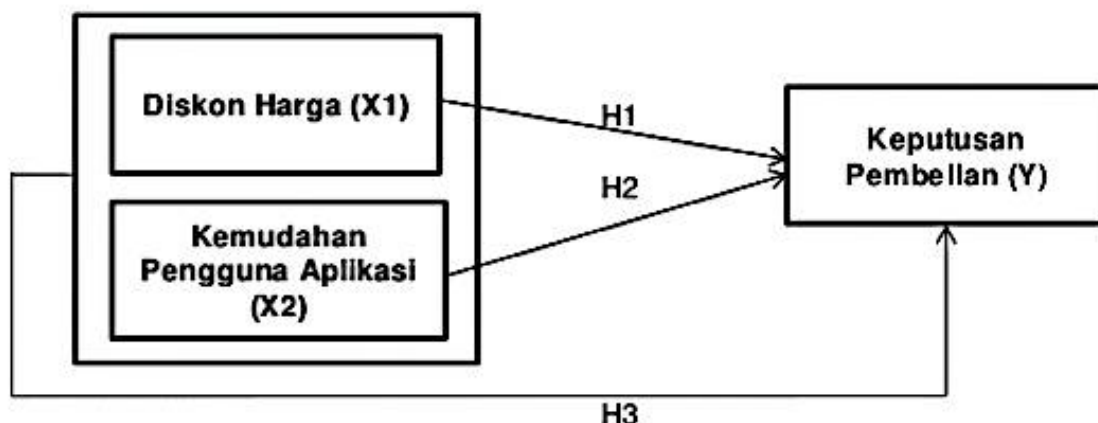 Diskon Harga (X1)
H1
Keputusan
Pembelian (Y)
H2
Kemudahan
Pengguna Aplikasi
(X2)
H3